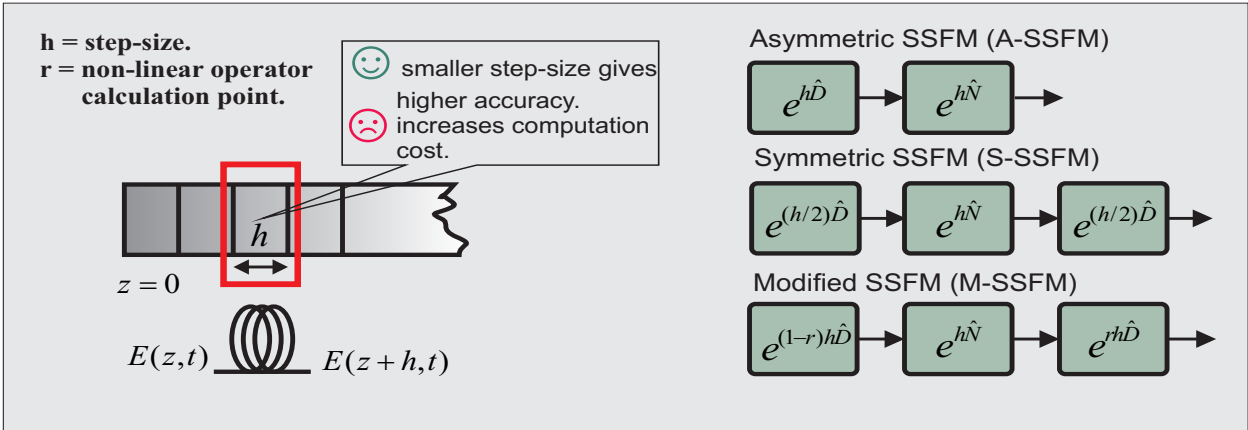 h = step-size.
r = non-linear operator
calculation point.
smaller step-size gives
higher accuracy.
increases computation
cost.
h
z = 0
E(z,t)
E(z + h,t)
Asymmetric SSFM (A-SSFM)
e^{hD̂} e^{hN̂}
Symmetric SSFM (S-SSFM)
e^{(h/2)D̂} e^{hN̂} e^{(h/2)D̂}
Modified SSFM (M-SSFM)
e^{(1–r)hD̂} e^{hN̂} e^{rhD̂}